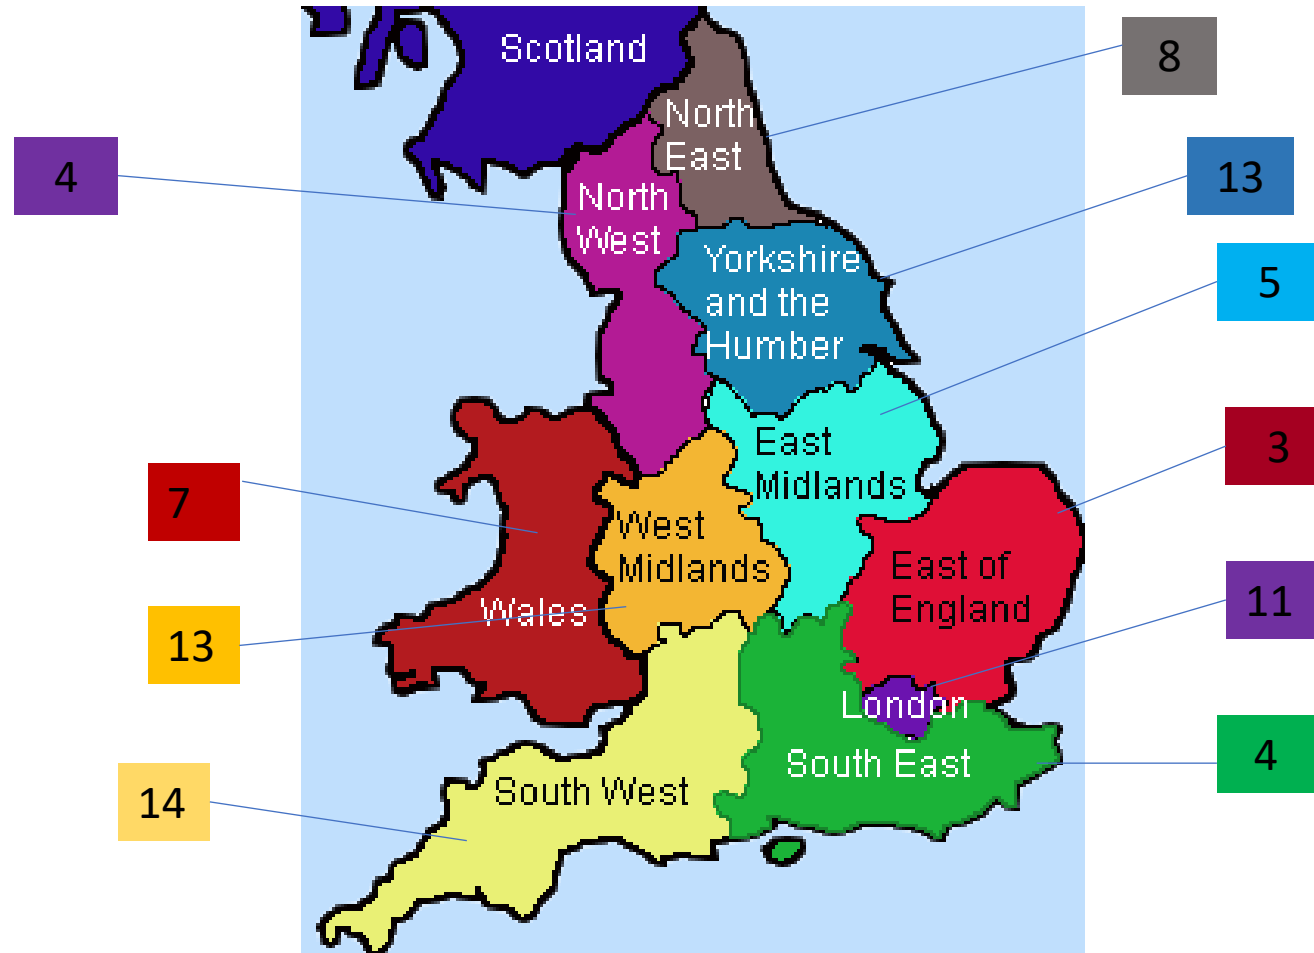 Scotland
8
North
East
4
13
North
West
Yorkshire
and the
Humber
5
3
East
Midlands
7
West
Midlands
East of
England
11
Wales
13
London
4
South East
South West
14